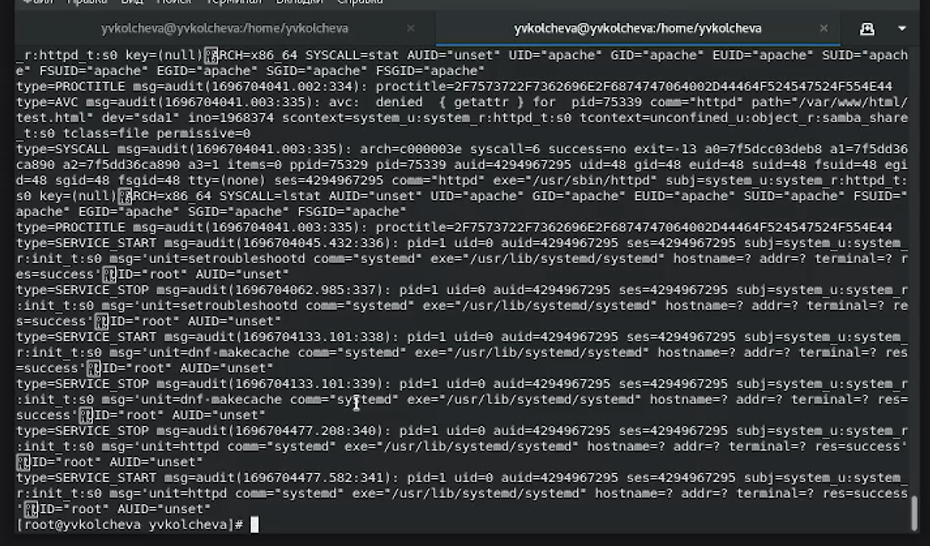 Файл Правка Вид Поиск Терминал Вкладки Справка
yvkolcheva@yvkolcheva:/home/yvkolcheva × yvkolcheva@yvkolcheva:/home/yvkolcheva ×
_r:httpd_t:s0 key=(null)ARCH=x86_64 SYSCALL=stat AUID="unset" UID="apache" GID="apache" EUID="apache" SUID="apach
e" FSUID="apache" EGID="apache" SGID="apache" FSGID="apache"
type=PROCTITLE msg=audit(1696704041.002:334): proctitle=2F7573722F7362696E2F6874747064002D44464F524547524F554E44
type=AVC msg=audit(1696704041.003:335): avc:  denied  { getattr } for  pid=75339 comm="httpd" path="/var/www/html/
test.html" dev="sda1" ino=1968374 scontext=system_u:system_r:httpd_t:s0 tcontext=unconfined_u:object_r:samba_share
_t:s0 tclass=file permissive=0
type=SYSCALL msg=audit(1696704041.003:335): arch=c000003e syscall=6 success=no exit=-13 a0=7f5dcc03deb8 a1=7f5dd36
ca890 a2=7f5dd36ca890 a3=1 items=0 ppid=75329 pid=75339 auid=4294967295 uid=48 gid=48 euid=48 suid=48 fsuid=48 egi
d=48 sgid=48 fsgid=48 tty=(none) ses=4294967295 comm="httpd" exe="/usr/sbin/httpd" subj=system_u:system_r:httpd_t:
s0 key=(null)ARCH=x86_64 SYSCALL=lstat AUID="unset" UID="apache" GID="apache" EUID="apache" SUID="apache" FSUID="
apache" EGID="apache" SGID="apache" FSGID="apache"
type=PROCTITLE msg=audit(1696704041.003:335): proctitle=2F7573722F7362696E2F6874747064002D44464F524547524F554E44
type=SERVICE_START msg=audit(1696704045.432:336): pid=1 uid=0 auid=4294967295 ses=4294967295 subj=system_u:system_
r:init_t:s0 msg='unit=setroubleshootd comm="systemd" exe="/usr/lib/systemd/systemd" hostname=? addr=? terminal=? r
es=success'UID="root" AUID="unset"
type=SERVICE_STOP msg=audit(1696704062.985:337): pid=1 uid=0 auid=4294967295 ses=4294967295 subj=system_u:system_r
:init_t:s0 msg='unit=setroubleshootd comm="systemd" exe="/usr/lib/systemd/systemd" hostname=? addr=? terminal=? re
s=success'UID="root" AUID="unset"
type=SERVICE_START msg=audit(1696704133.101:338): pid=1 uid=0 auid=4294967295 ses=4294967295 subj=system_u:system_
r:init_t:s0 msg='unit=dnf-makecache comm="systemd" exe="/usr/lib/systemd/systemd" hostname=? addr=? terminal=? res
=success'UID="root" AUID="unset"
type=SERVICE_STOP msg=audit(1696704133.101:339): pid=1 uid=0 auid=4294967295 ses=4294967295 subj=system_u:system_r
:init_t:s0 msg='unit=dnf-makecache comm="systemd" exe="/usr/lib/systemd/systemd" hostname=? addr=? terminal=? res=
success'UID="root" AUID="unset"
type=SERVICE_STOP msg=audit(1696704477.208:340): pid=1 uid=0 auid=4294967295 ses=4294967295 subj=system_u:system_r
:init_t:s0 msg='unit=httpd comm="systemd" exe="/usr/lib/systemd/systemd" hostname=? addr=? terminal=? res=success'
UID="root" AUID="unset"
type=SERVICE_START msg=audit(1696704477.582:341): pid=1 uid=0 auid=4294967295 ses=4294967295 subj=system_u:system_
r:init_t:s0 msg='unit=httpd comm="systemd" exe="/usr/lib/systemd/systemd" hostname=? addr=? terminal=? res=success
'UID="root" AUID="unset"
[root@yvkolcheva yvkolcheva]#